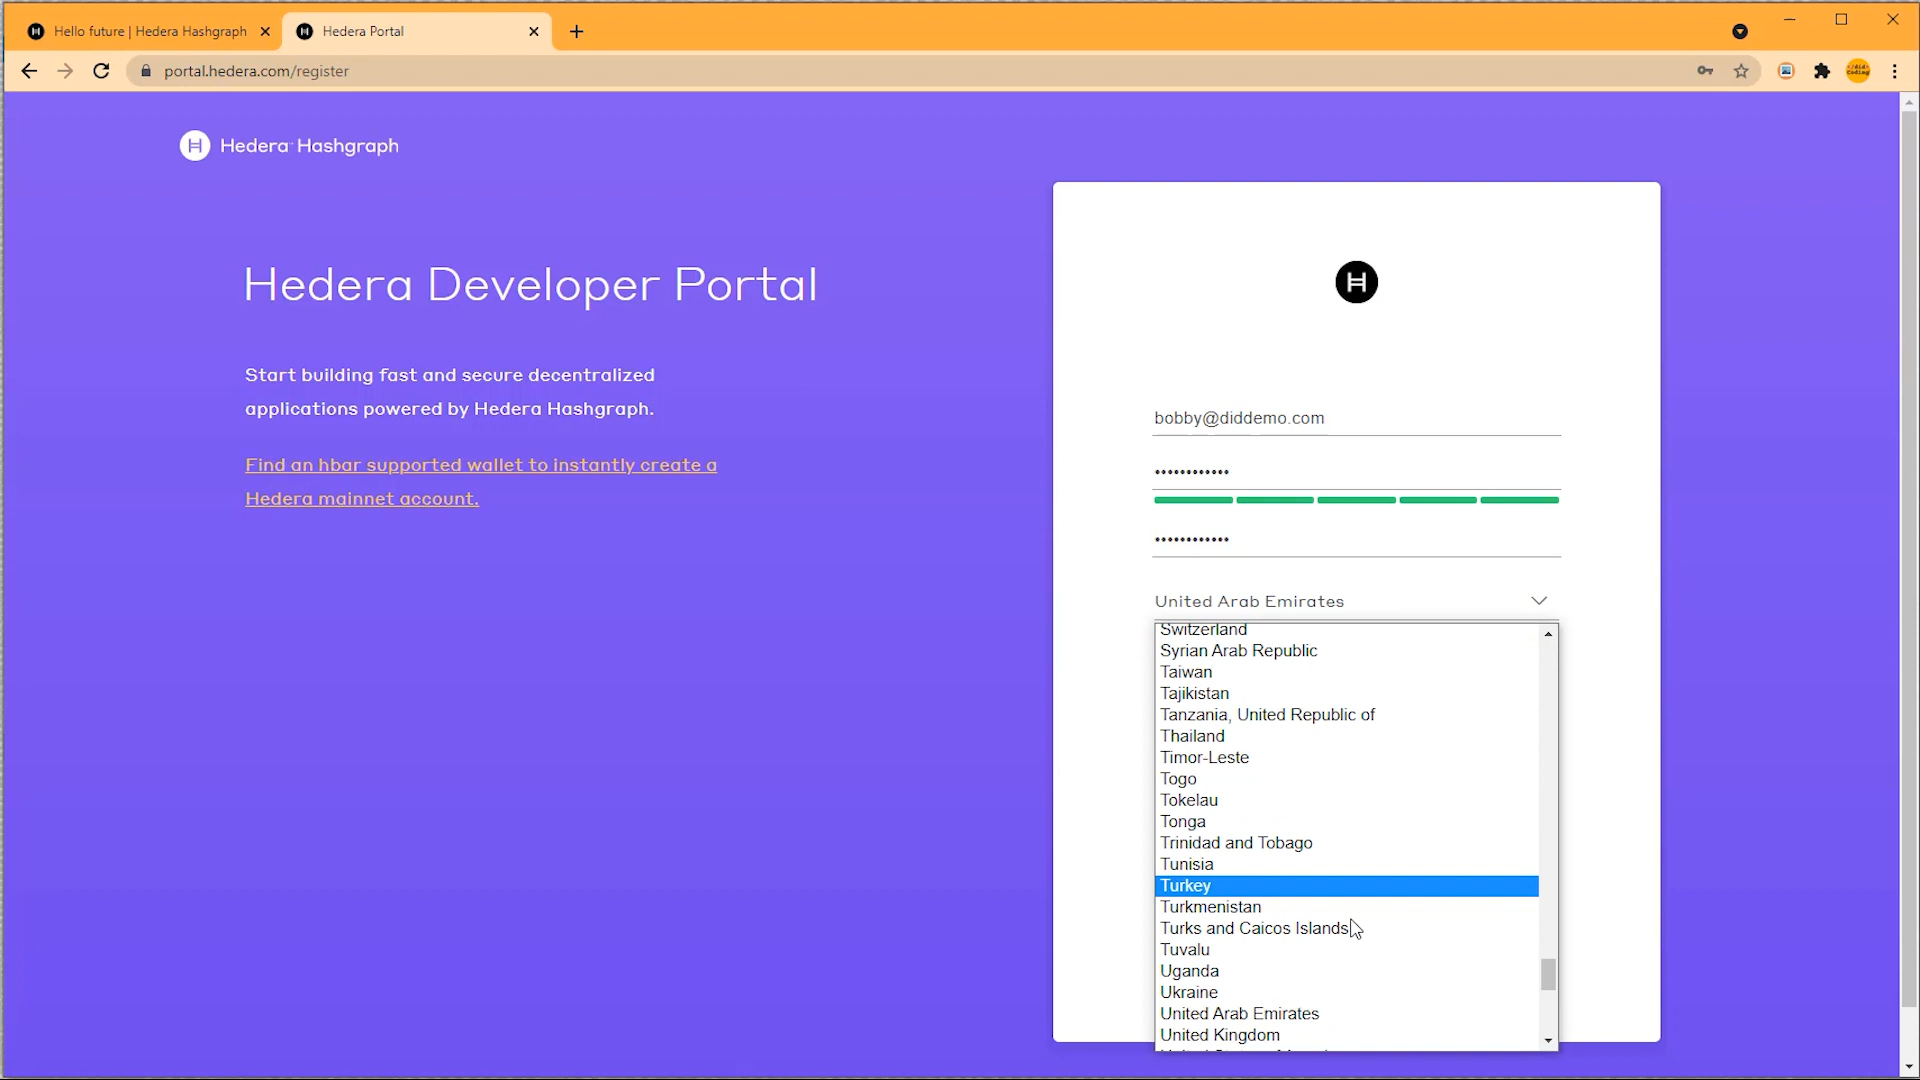 Hello future | Hedera Hashgraph
Hedera Portal
portal.hedera.com/register
Hedera Hashgraph
Hedera Developer Portal
Start building fast and secure decentralized
applications powered by Hedera Hashgraph.
Find an hbar supported wallet to instantly create a
Hedera mainnet account.
bobby@diddemo.com
••••••••••••
••••••••••••
United Arab Emirates
Switzerland
Syrian Arab Republic
Taiwan
Tajikistan
Tanzania, United Republic of
Thailand
Timor-Leste
Togo
Tokelau
Tonga
Trinidad and Tobago
Tunisia
Turkey
Turkmenistan
Turks and Caicos Islands
Tuvalu
Uganda
Ukraine
United Arab Emirates
United Kingdom